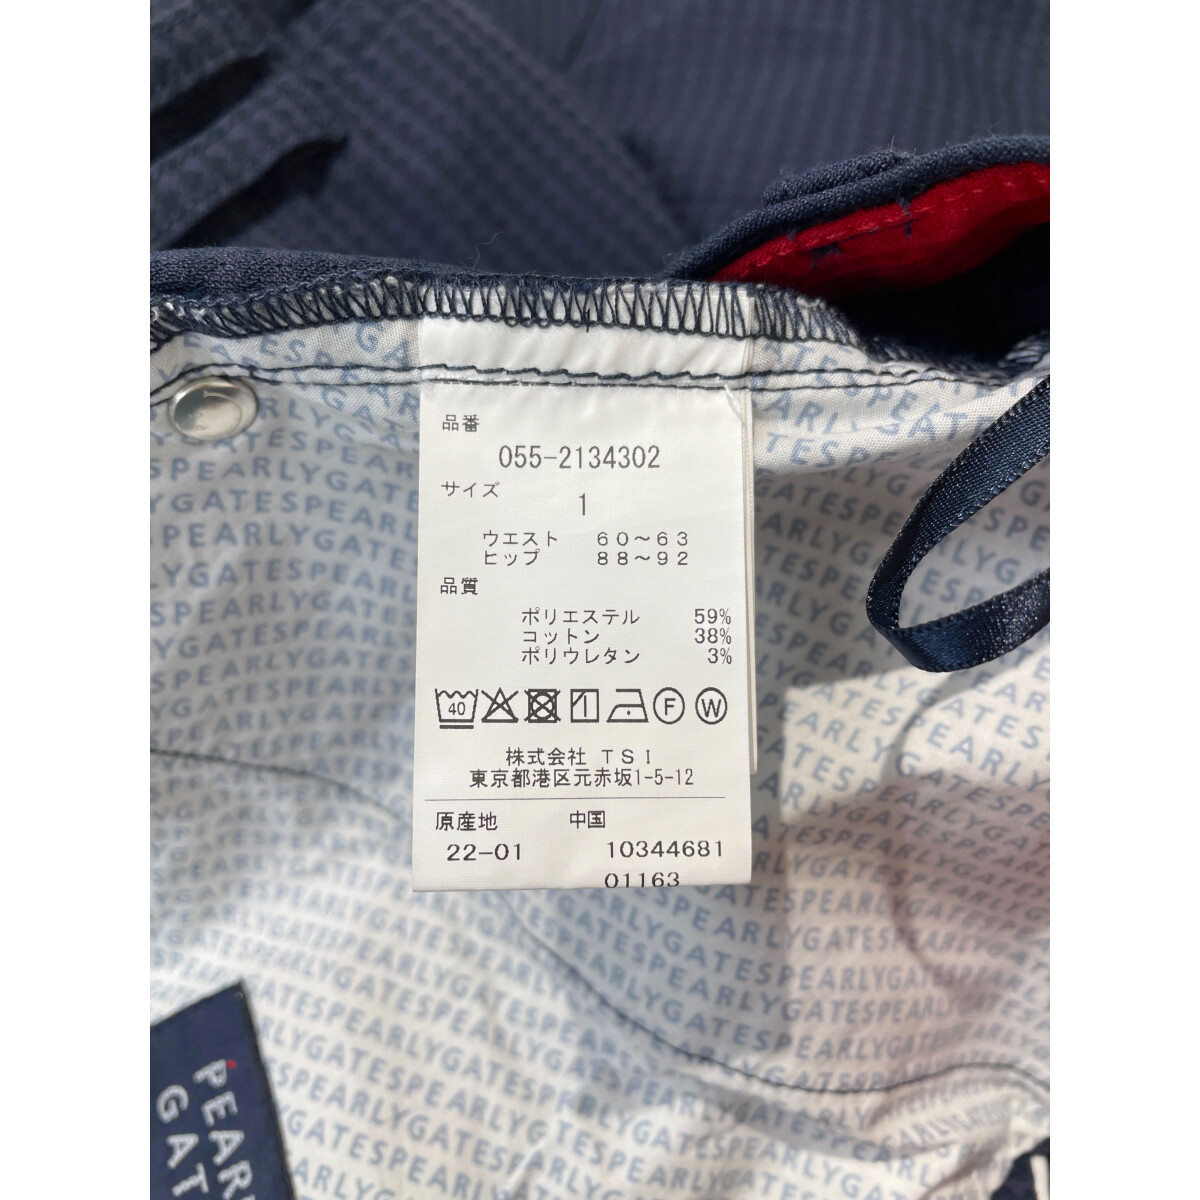 品番
055-2134302
サイズ
1
ウエスト 60〜63
ヒップ 88〜92
品質
ポリエステル 59%
コットン 38%
ポリウレタン 3%
40 F W
株式会社 TSI
東京都港区元赤坂1-5-12
原産地 中国
22-01 10344681
01163
PEARLYGATESPEARLYGATESPEARLYGATES
PEAR
GAT